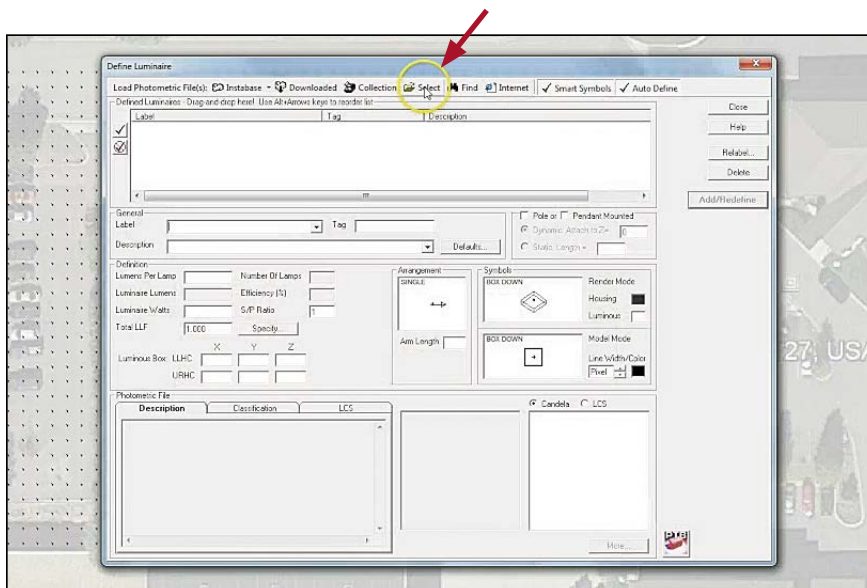 Define Luminaire
Load Photometric File(s): Instabase Downloaded Collection Select Find Internet Smart Symbols Auto Define
Defined Luminaires - Drag-and-drop here! Use Alt+Arrows keys to reorder list
Label Tag Description
Close
Help
Relabel...
Delete
Add/Redefine
General
Label Tag
Description Defaults...
Pole or Pendant Mounted
Dynamic: Attach to Z= 0
Static: Length =
Definition
Lumens Per Lamp Number Of Lamps
Luminaire Lumens Efficiency (%)
Luminaire Watts S/P Ratio 1
Total LLF 1.000 Specify...
X Y Z
Luminous Box: LLHC
URHC
Arrangement
SINGLE
Arm Length
Symbols
BOX DOWN
Render Mode
Housing
Luminous
BOX DOWN
Model Mode
Line Width/Color
Pixel
27, US
Photometric File
Description Classification LCS
Candela LCS
More...
PTB